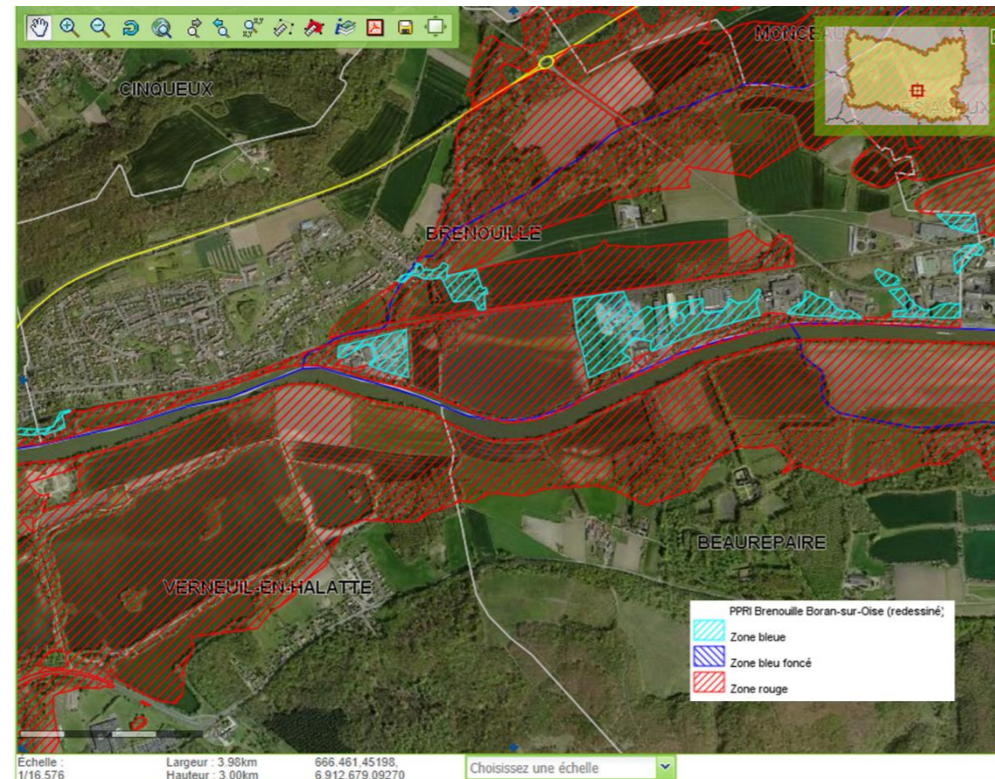 MONCEAUX
CINQUEUX
LES AGEUX
BRENOUILLE
BEAUREPAIRE
VERNEUIL-EN-HALATTE
PPRI Brenouille Boran-sur-Oise (redessiné)
Zone bleue
Zone bleu foncé
Zone rouge
Échelle : Largeur : 3.98km 666.461,45198, Choisissez une échelle
1/16.576 Hauteur : 3.00km 6.912.679,09270